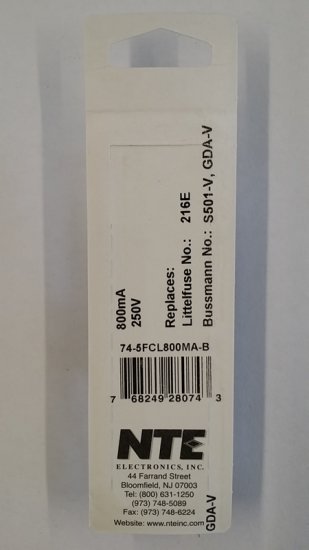 800mA
250V
Replaces:
Littelfuse No.: 216E
Bussmann No.: S501-V, GDA-V
74-5FCL800MA-B
7 68249 28074 3
NTE
ELECTRONICS, INC.
44 Farrand Street
Bloomfield, NJ 07003
Tel: (800) 631-1250
(973) 748-5089
Fax: (973) 748-6224
Website: www.nteinc.com
GDA-V